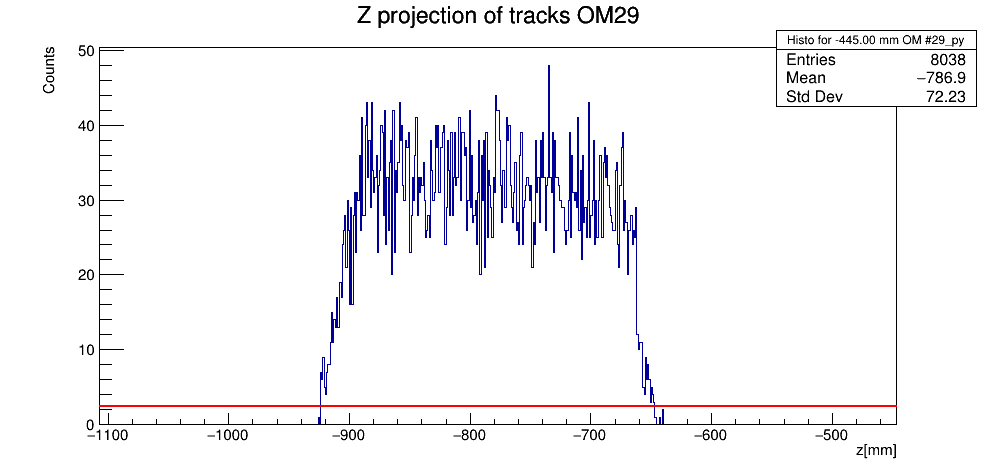 Z projection of tracks OM29
Histo for -445.00 mm OM #29_py
Entries 8038
Mean −786.9
Std Dev 72.23
Counts
50
40
30
20
10
0
−1100 −1000 −900 −800 −700 −600 −500
z[mm]